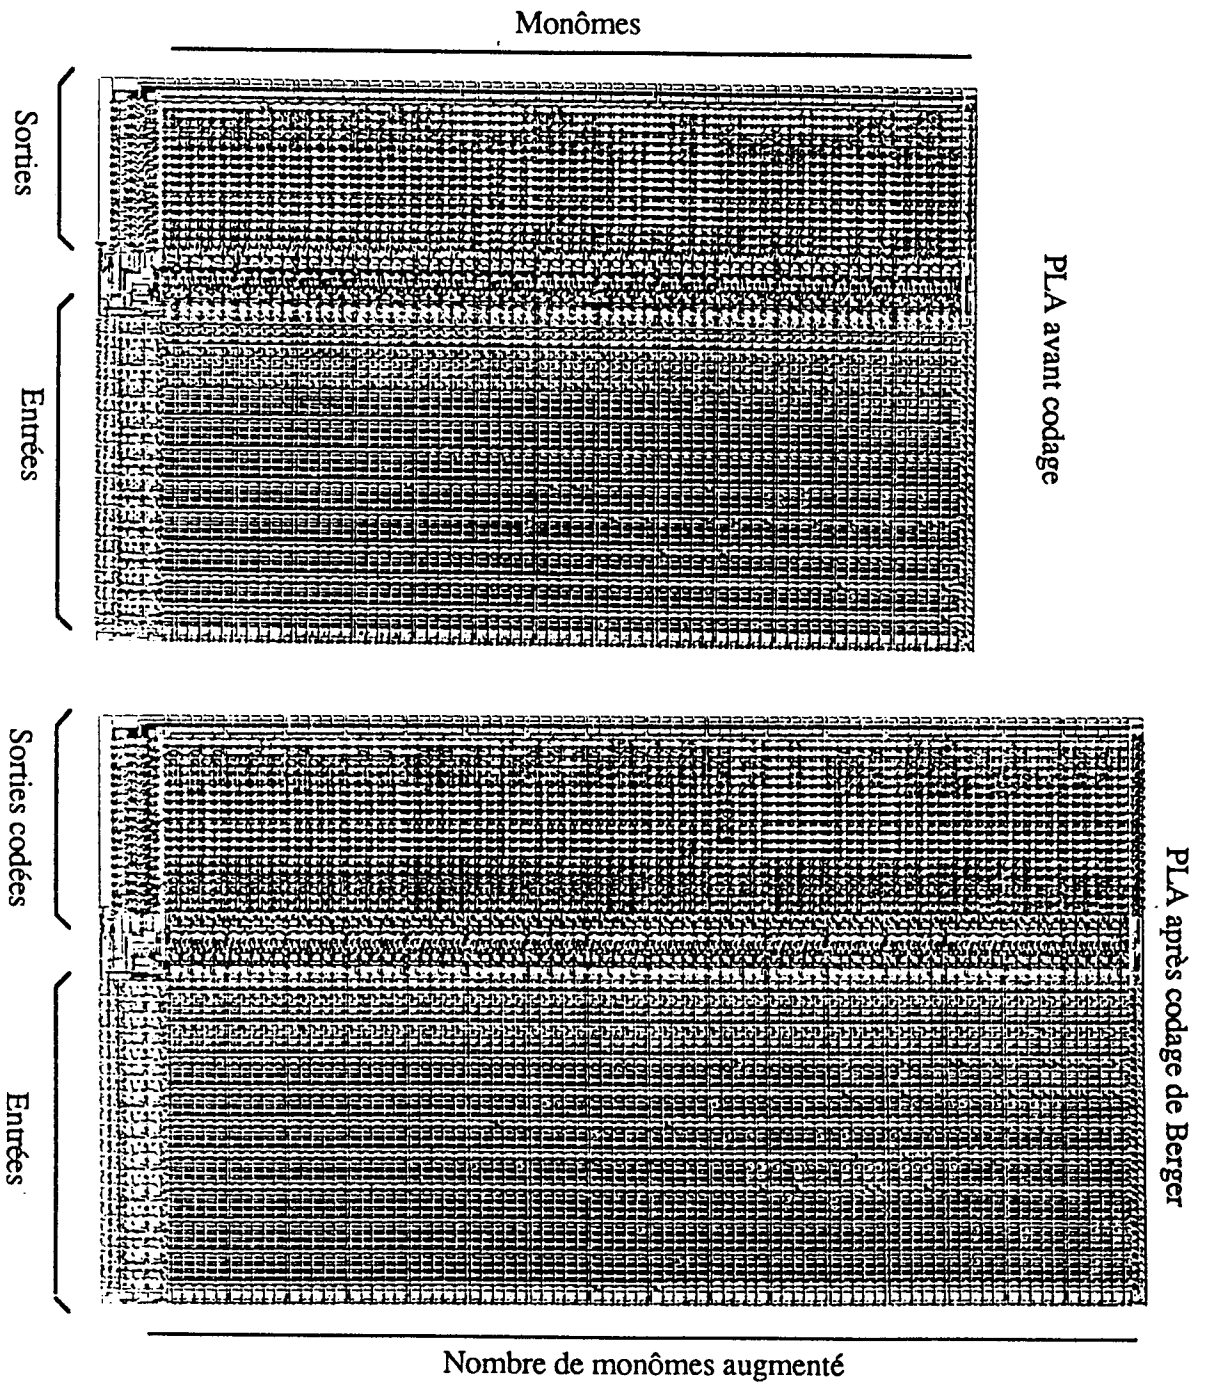 Monômes
Sorties
Entrées
PLA avant codage
Sorties codées
Entrées
PLA après codage de Berger
Nombre de monômes augmenté